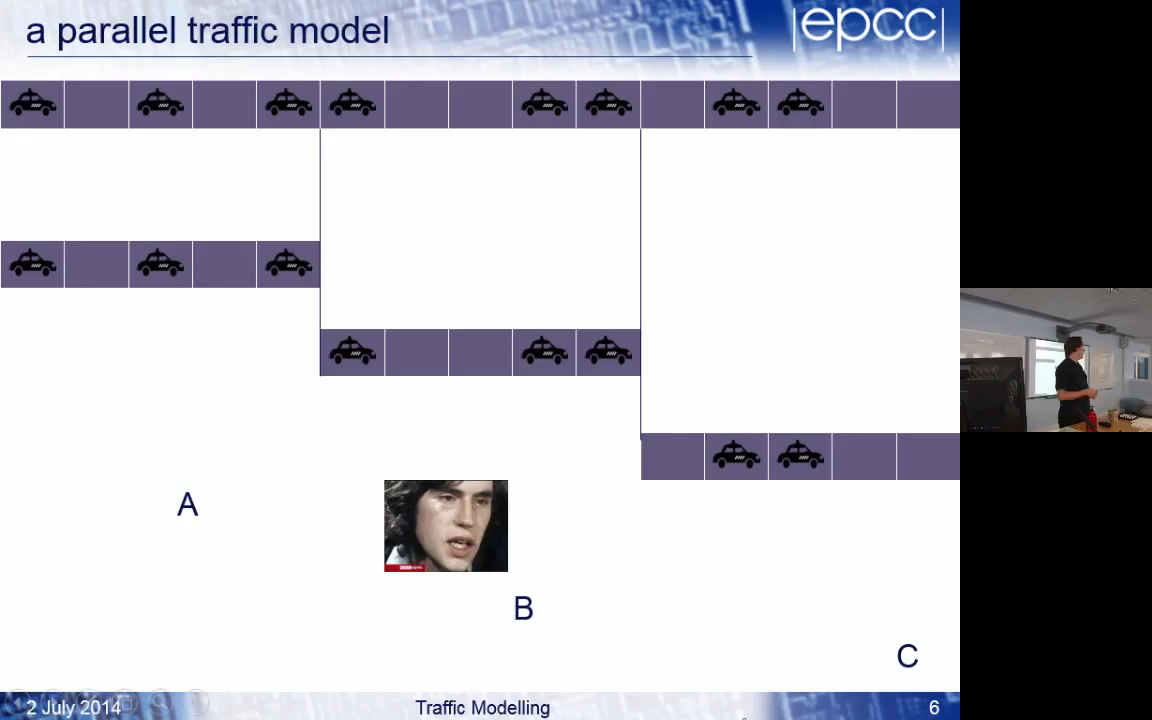 a parallel traffic model
|epcc|
A
B
C
2 July 2014
Traffic Modelling
6